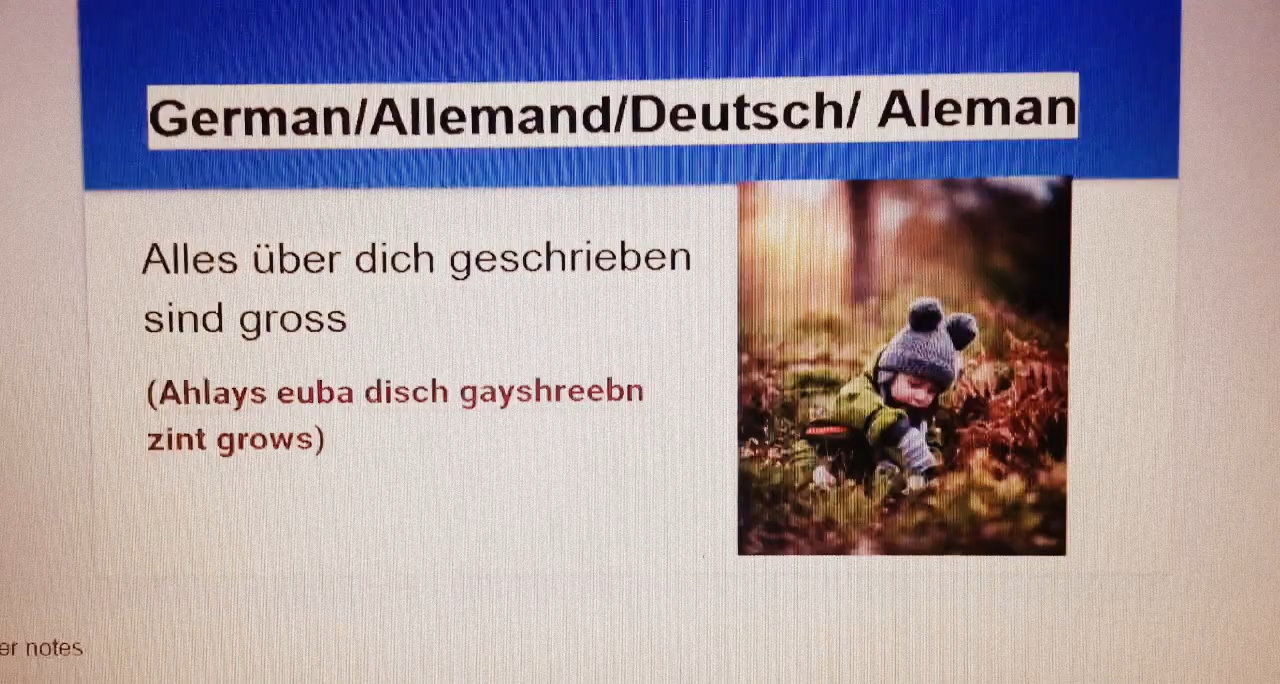 German/Allemand/Deutsch/ Aleman
Alles über dich geschrieben
sind gross
(Ahlays euba disch gayshreebn
zint grows)
er notes